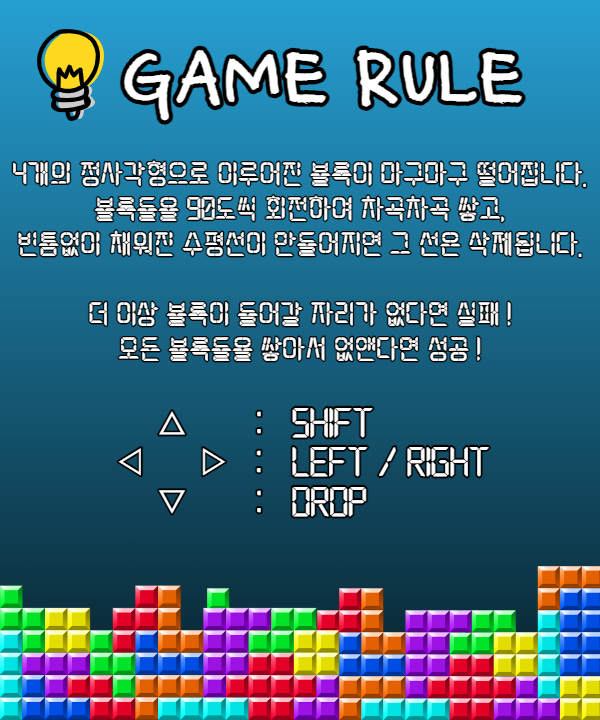 GAME RULE
4개의 정사각형으로 이루어진 블록이 마구마구 떨어집니다.
블록들을 90도씩 회전하여 차곡차곡 쌓고,
빈틈없이 채워진 수평선이 만들어지면 그 선은 삭제됩니다.
더 이상 블록이 들어갈 자리가 없다면 실패!
모든 블록들을 쌓아서 없앤다면 성공!
△ : SHIFT
◁ ▷ : LEFT / RIGHT
▽ : DROP